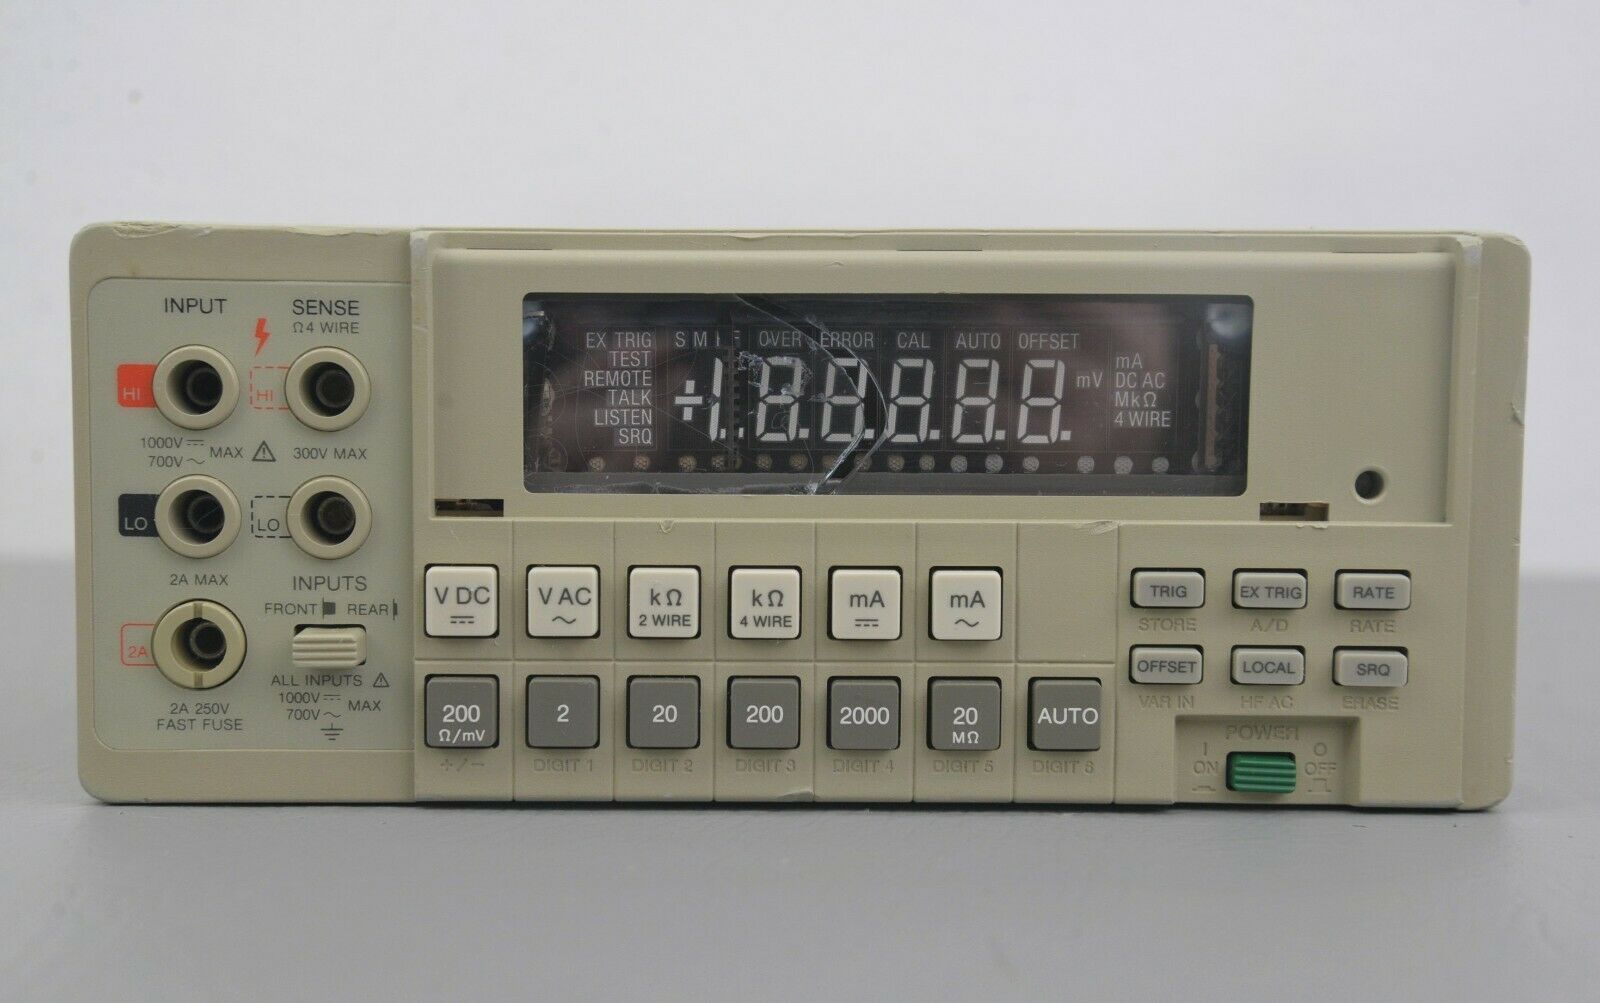 INPUT
SENSE
Ω 4 WIRE
HI
HI
1000V ⎓
700V ~
MAX
300V MAX
LO
LO
2A MAX
INPUTS
FRONT REAR
2A
ALL INPUTS
1000V ⎓
700V ~
MAX
2A 250V
FAST FUSE
EX TRIG
TEST
REMOTE
TALK
LISTEN
SRQ
S M F OVER ERROR CAL AUTO OFFSET
±1.8.8.8.8.8.
mV
mA
DC AC
MkΩ
4 WIRE
V DC ⎓
V AC ~
kΩ
2 WIRE
kΩ
4 WIRE
mA ⎓
mA ~
TRIG EX TRIG RATE
STORE A/D RATE
OFFSET LOCAL SRQ
VAR IN HF AC ERASE
200
Ω/mV
2
20
200
2000
20
MΩ
AUTO
+/− DIGIT 1 DIGIT 2 DIGIT 3 DIGIT 4 DIGIT 5 DIGIT 6
POWER
I
ON
O
OFF